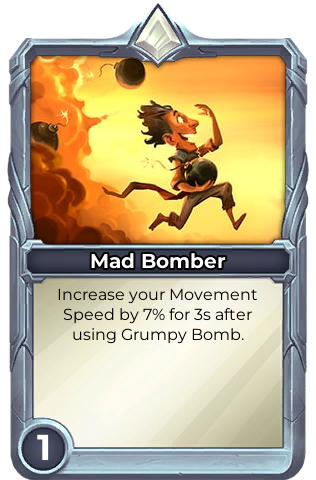 Mad Bomber
Increase your Movement
Speed by 7% for 3s after
using Grumpy Bomb.
1